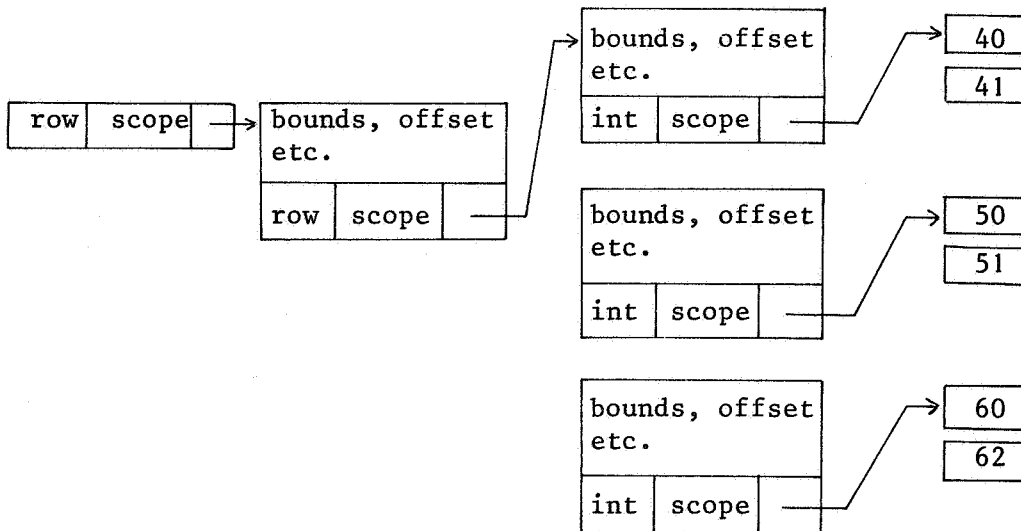 row scope
bounds, offset
etc.
row scope
bounds, offset
etc.
int scope
40
41
bounds, offset
etc.
int scope
50
51
bounds, offset
etc.
int scope
60
62